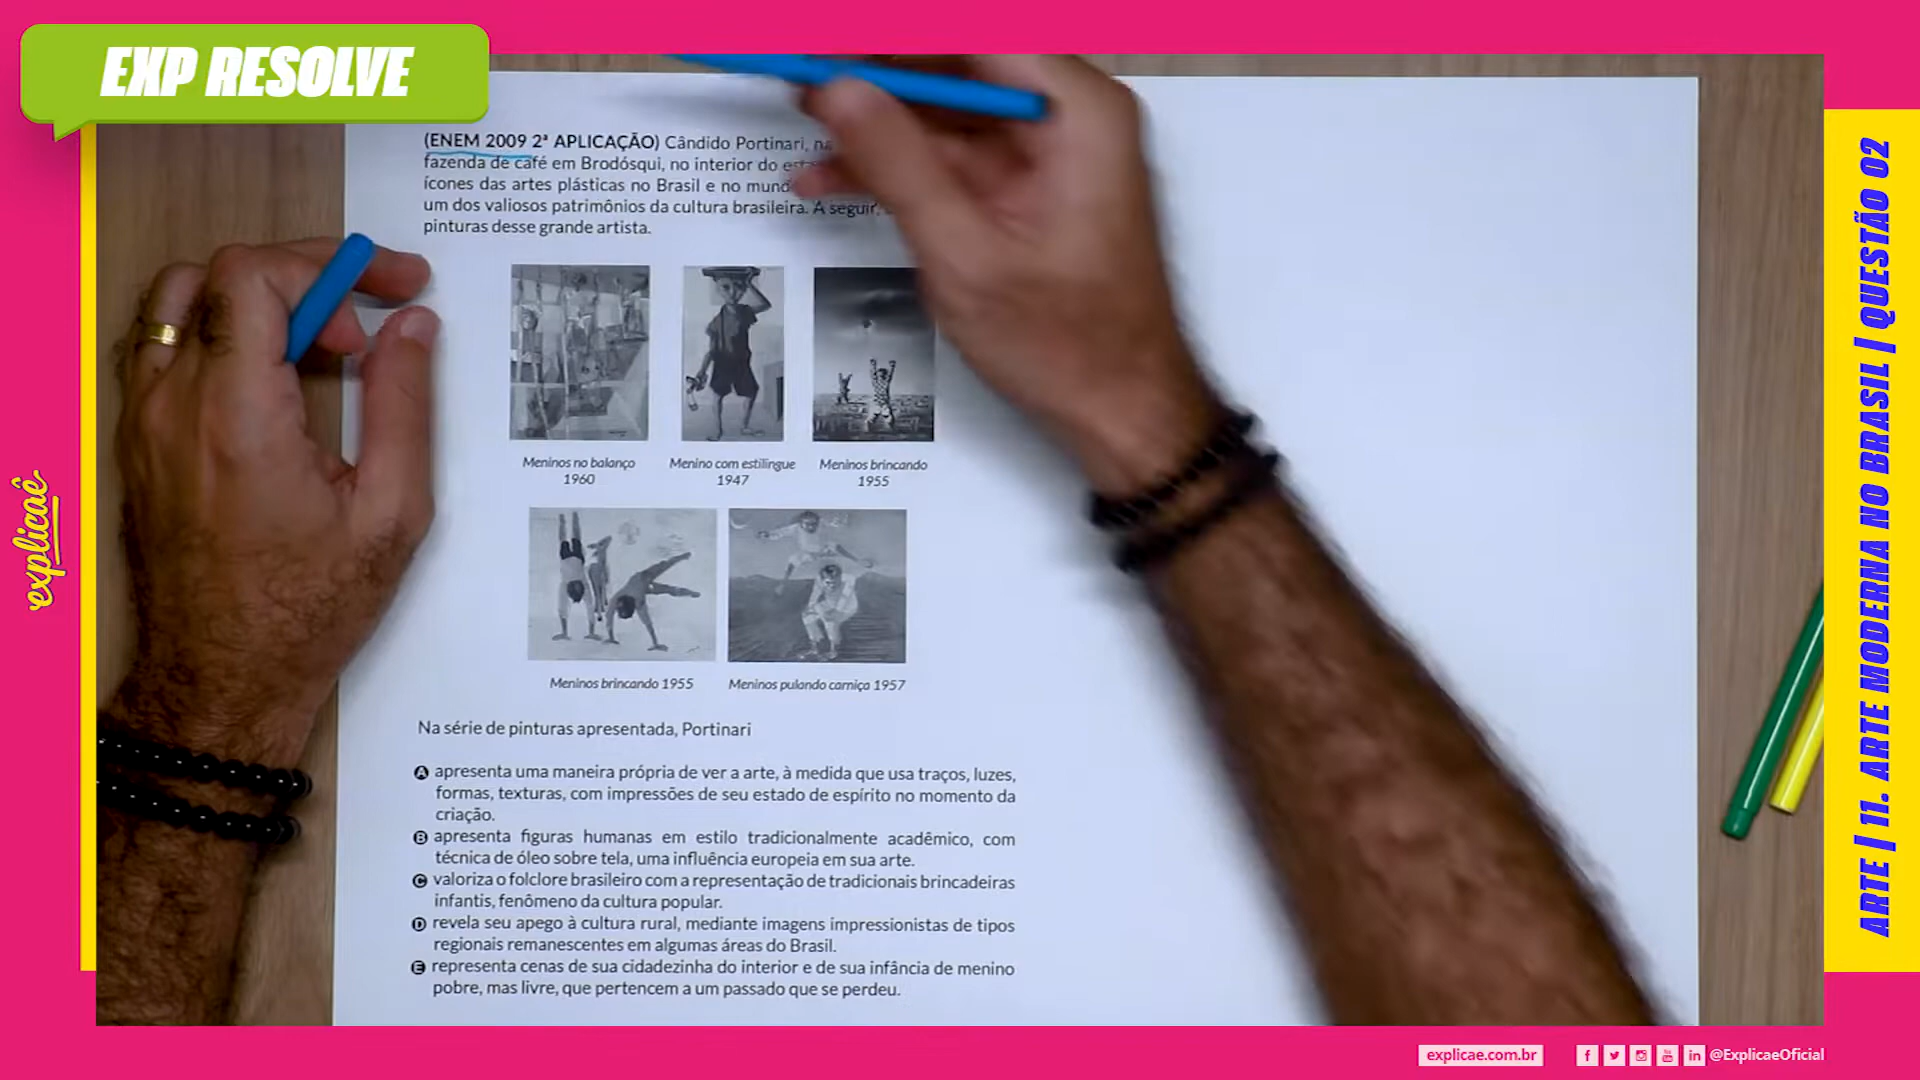 EXP RESOLVE
(ENEM 2009 2ª APLICAÇÃO) Cândido Portinari,
fazenda de café em Brodósqui, no interior do
ícones das artes plásticas no Brasil e no
um dos valiosos patrimônios da cultura brasileira. A seguir,
pinturas desse grande artista.
Meninos no balanço
1960
Menino com estilingue
1947
Meninos brincando
1955
Meninos brincando 1955
Meninos pulando carniça 1957
Na série de pinturas apresentada, Portinari
A apresenta uma maneira própria de ver a arte, à medida que usa traços, luzes,
formas, texturas, com impressões de seu estado de espírito no momento da
criação.
B apresenta figuras humanas em estilo tradicionalmente acadêmico, com
técnica de óleo sobre tela, uma influência europeia em sua arte.
C valoriza o folclore brasileiro com a representação de tradicionais brincadeiras
infantis, fenômeno da cultura popular.
D revela seu apego à cultura rural, mediante imagens impressionistas de tipos
regionais remanescentes em algumas áreas do Brasil.
E representa cenas de sua cidadezinha do interior e de sua infância de menino
pobre, mas livre, que pertencem a um passado que se perdeu.
explicaê
ARTE | 11. ARTE MODERNA NO BRASIL | QUESTÃO 02
explicae.com.br
@ExplicaeOficial